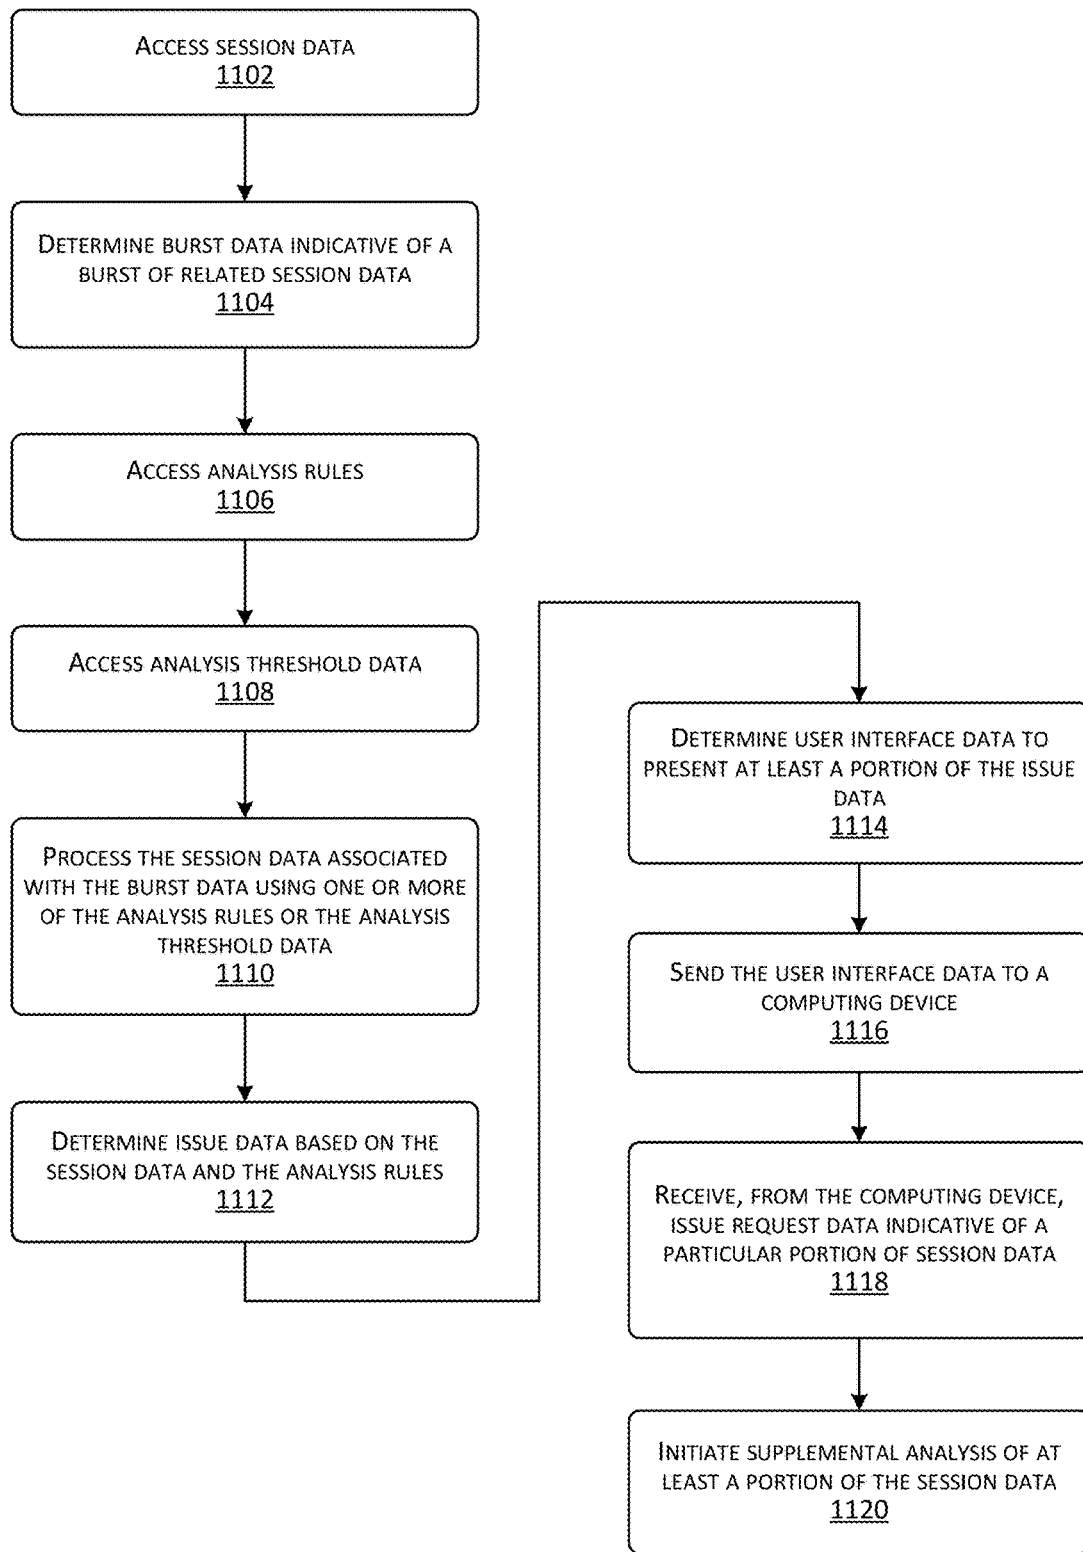 ACCESS SESSION DATA
1102
DETERMINE BURST DATA INDICATIVE OF A
BURST OF RELATED SESSION DATA
1104
ACCESS ANALYSIS RULES
1106
ACCESS ANALYSIS THRESHOLD DATA
1108
PROCESS THE SESSION DATA ASSOCIATED
WITH THE BURST DATA USING ONE OR MORE
OF THE ANALYSIS RULES OR THE ANALYSIS
THRESHOLD DATA
1110
DETERMINE ISSUE DATA BASED ON THE
SESSION DATA AND THE ANALYSIS RULES
1112
DETERMINE USER INTERFACE DATA TO
PRESENT AT LEAST A PORTION OF THE ISSUE
DATA
1114
SEND THE USER INTERFACE DATA TO A
COMPUTING DEVICE
1116
RECEIVE, FROM THE COMPUTING DEVICE,
ISSUE REQUEST DATA INDICATIVE OF A
PARTICULAR PORTION OF SESSION DATA
1118
INITIATE SUPPLEMENTAL ANALYSIS OF AT
LEAST A PORTION OF THE SESSION DATA
1120